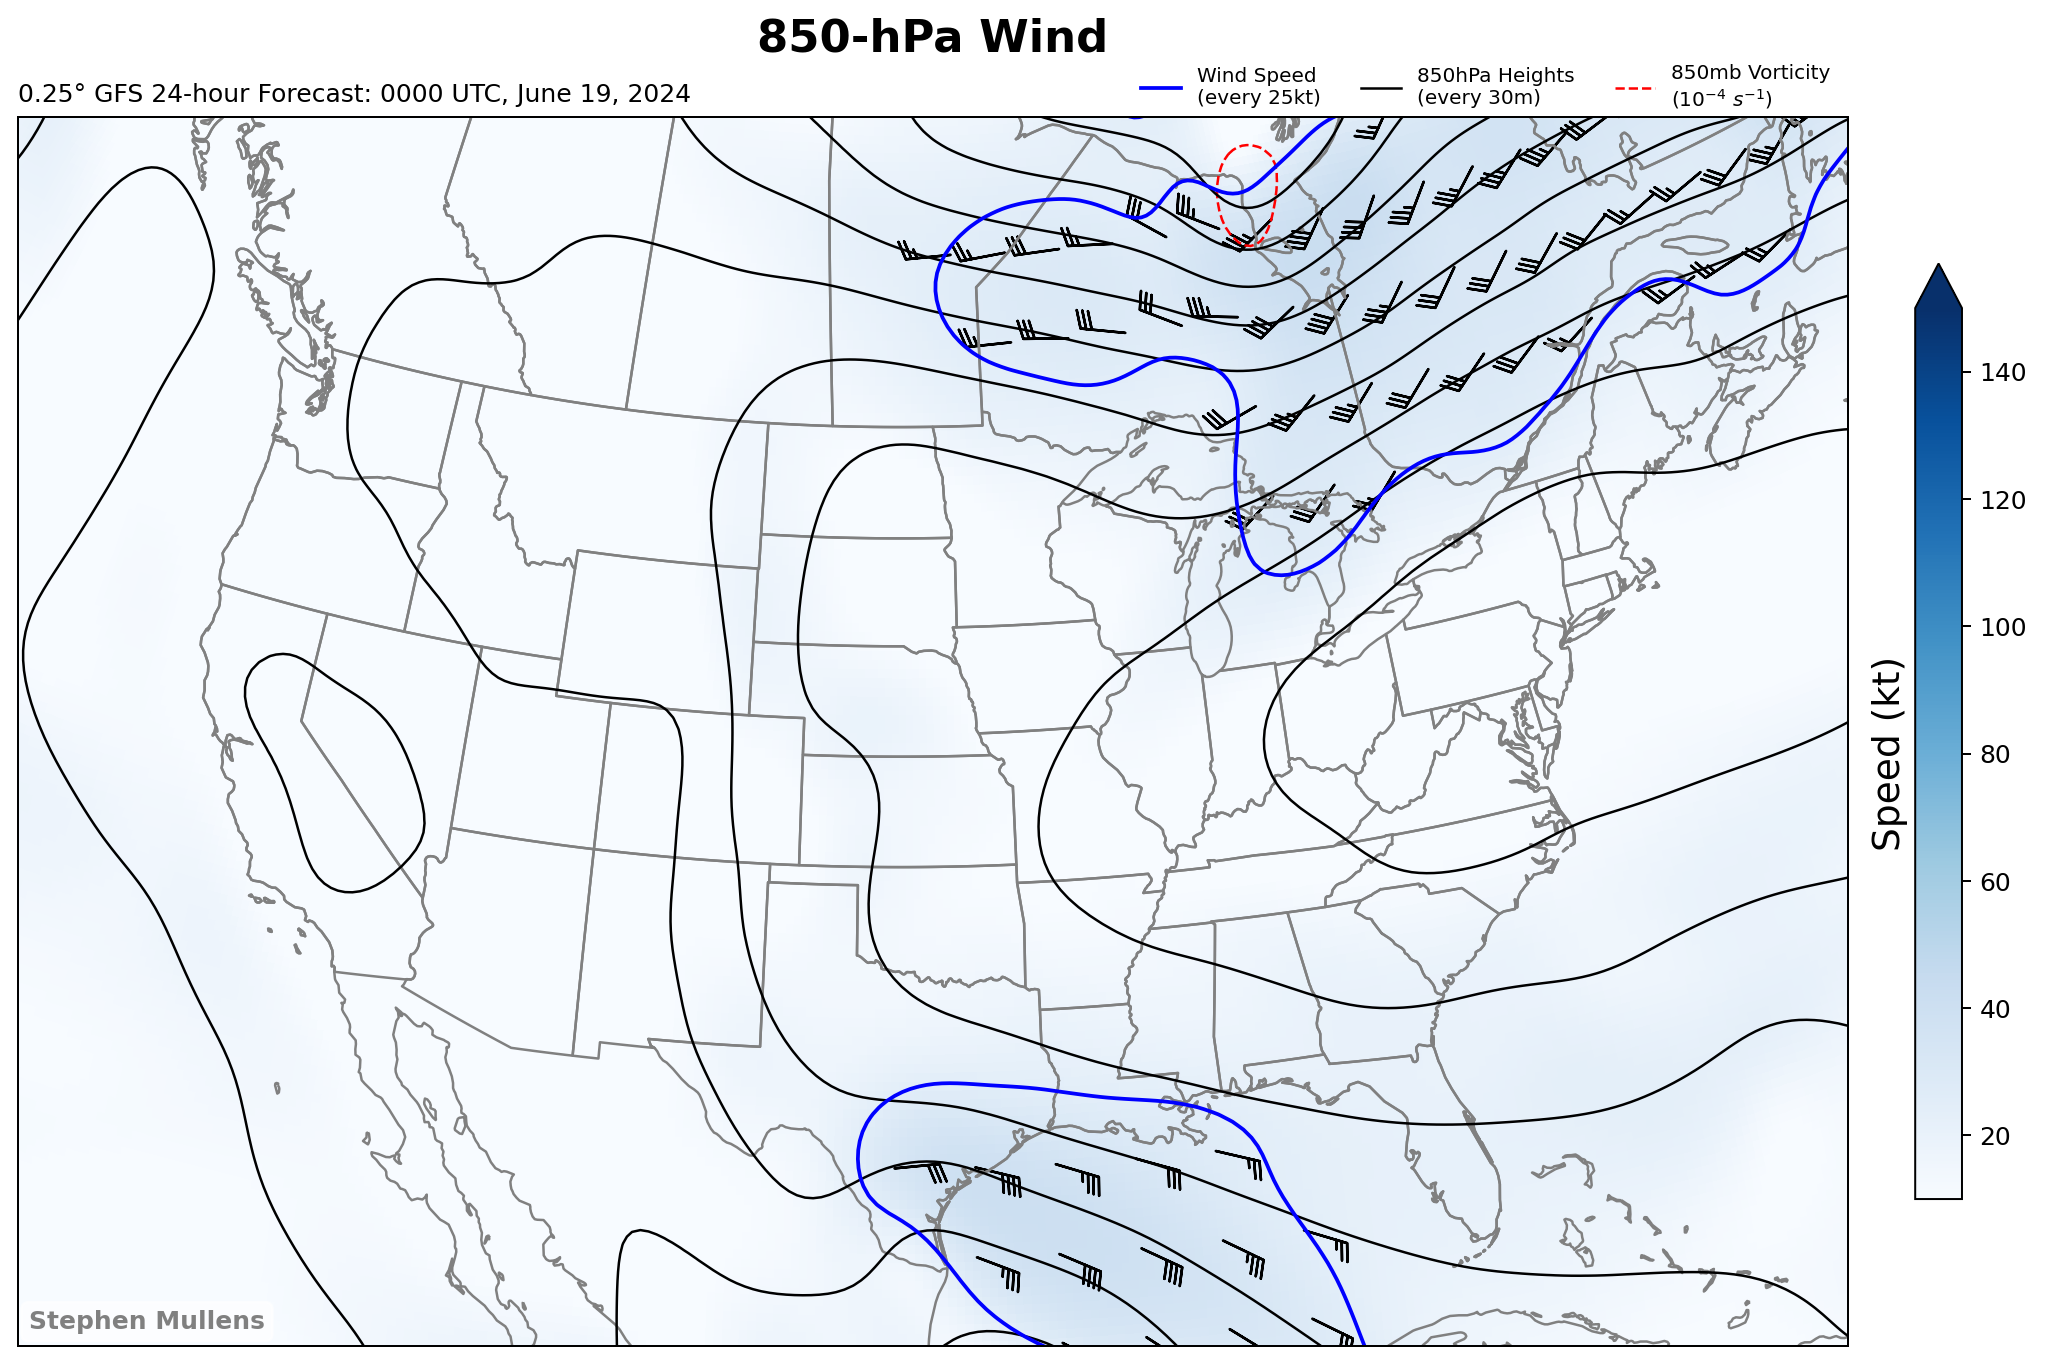 850-hPa Wind
0.25° GFS 24-hour Forecast: 0000 UTC, June 19, 2024
Wind Speed
(every 25kt)
850hPa Heights
(every 30m)
850mb Vorticity
(10⁻⁴ s⁻¹)
140
120
100
80
60
40
20
Speed (kt)
Stephen Mullens